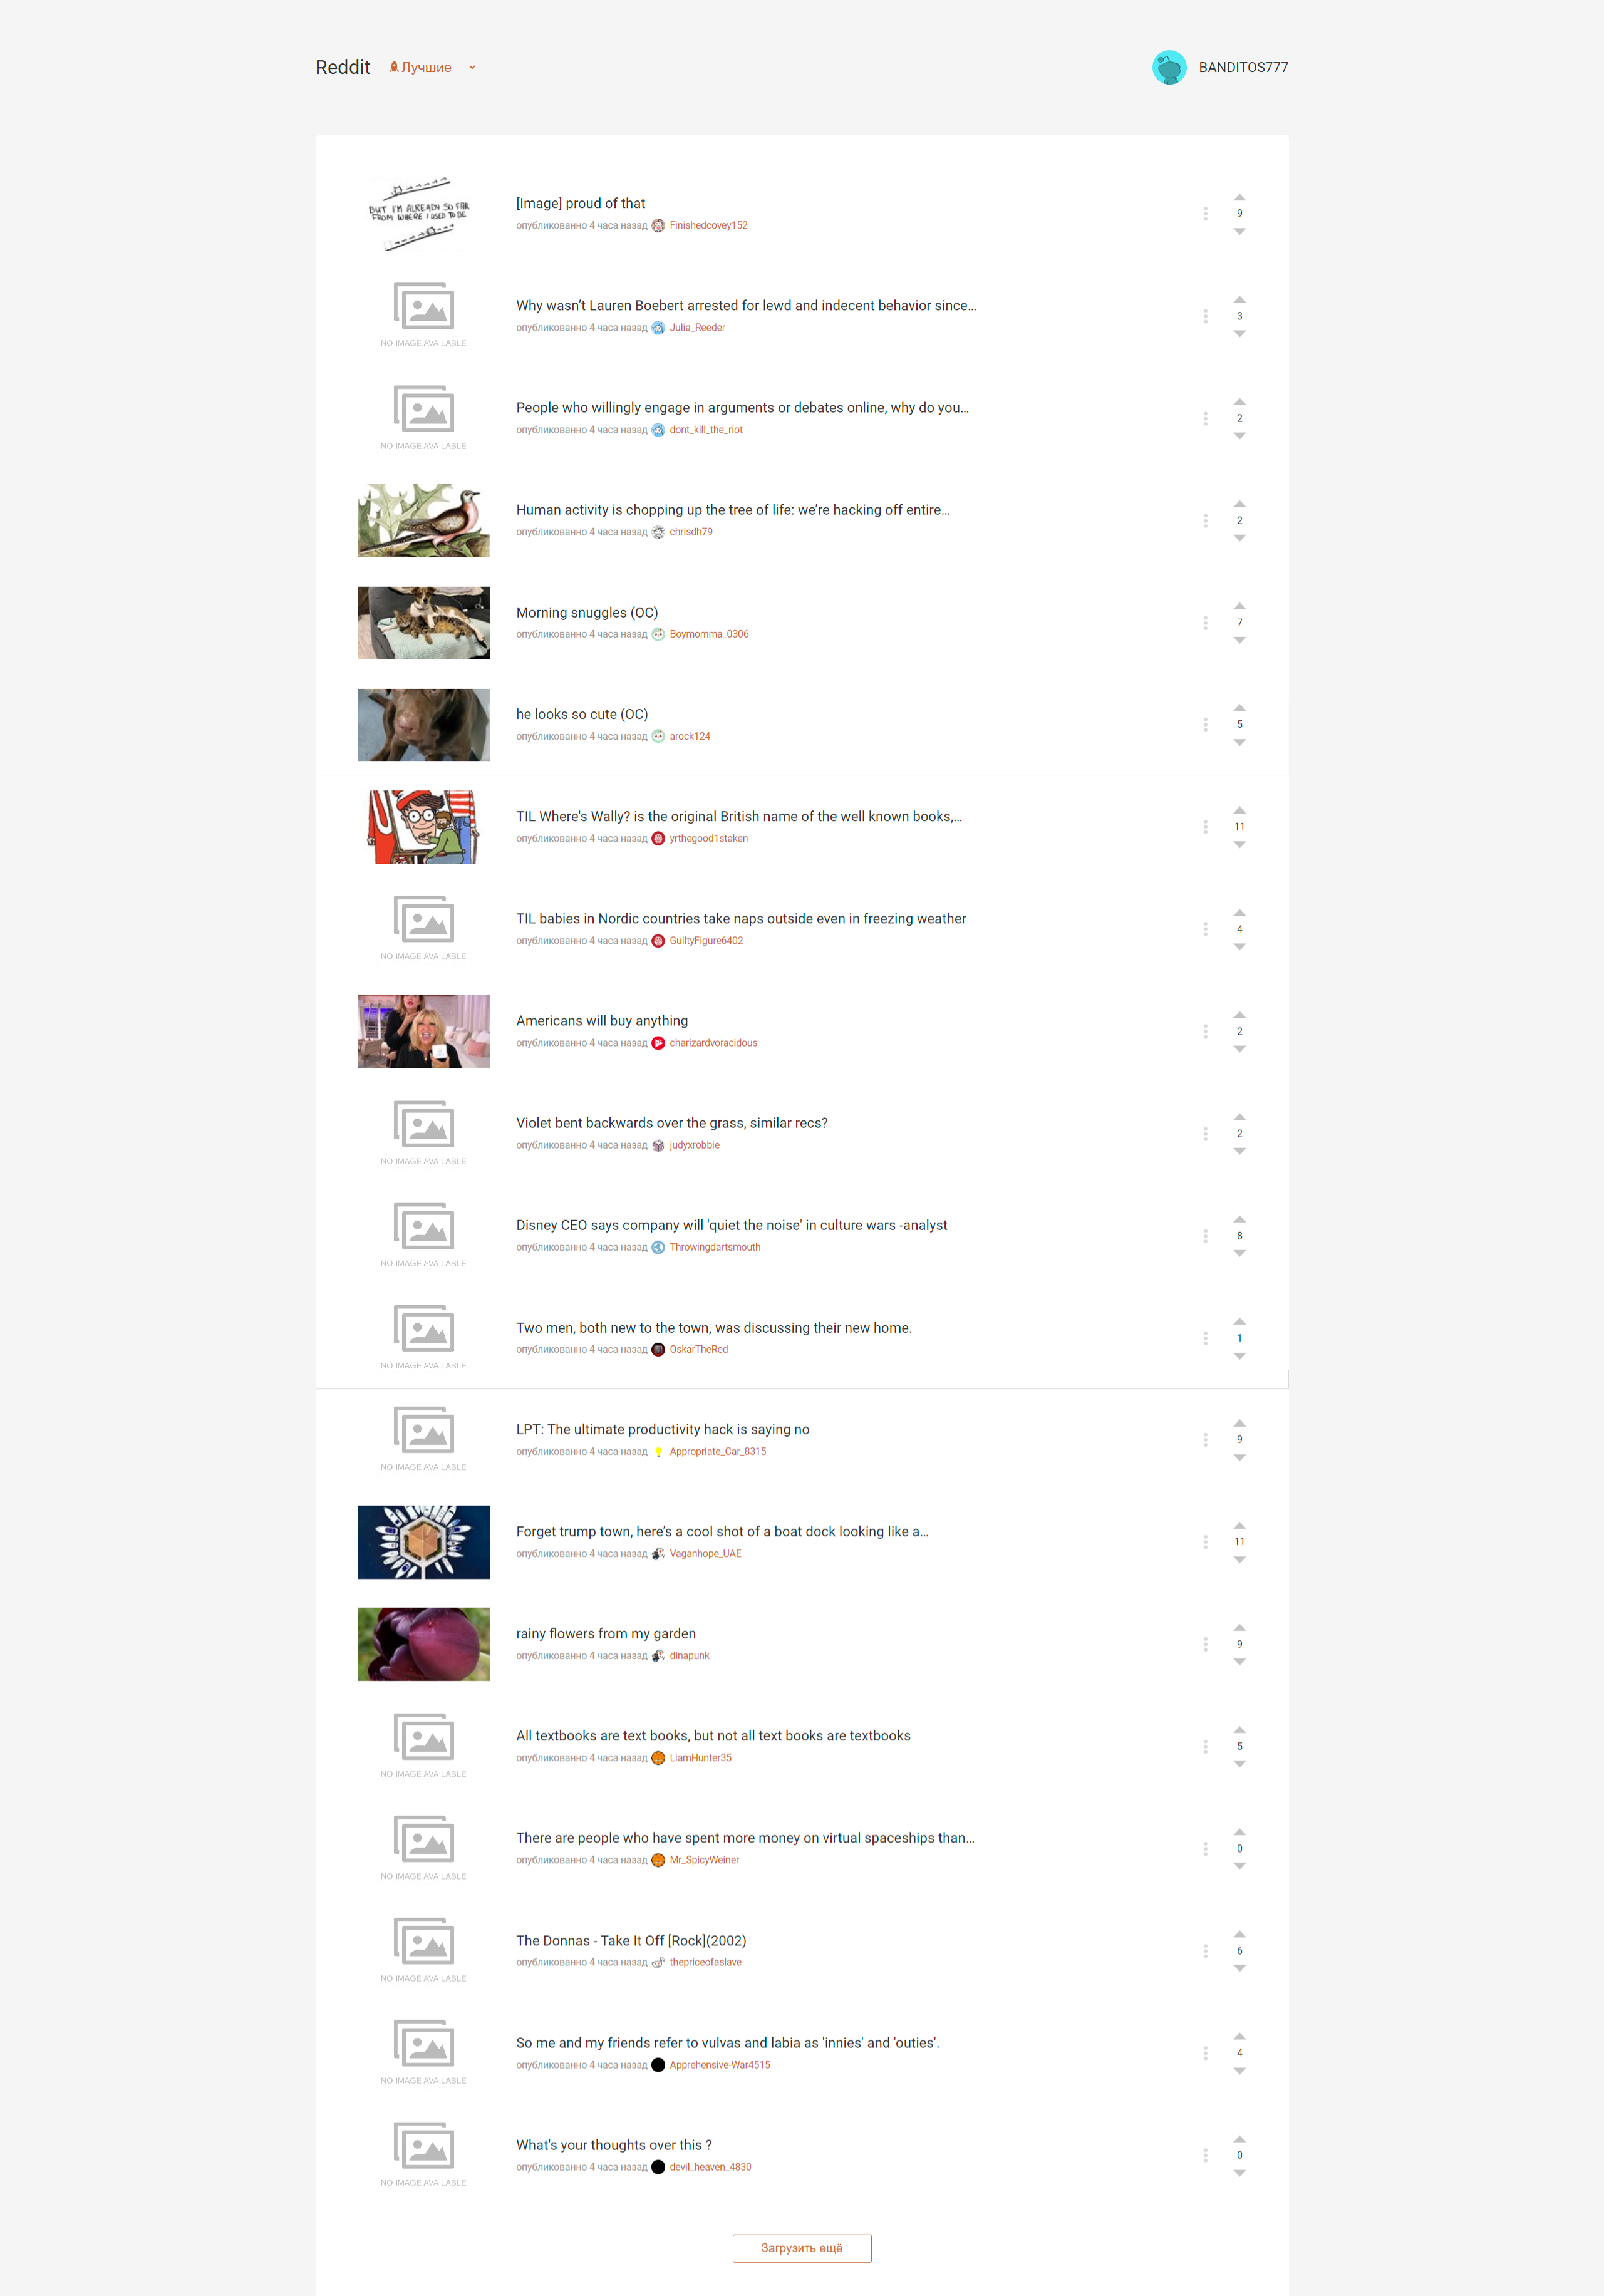 Reddit
Лучшие
BANDITOS777
BUT I'M ALREADY SO FAR
FROM WHERE I USED TO BE
[Image] proud of that
опубликованно 4 часа назад Finishedcovey152
9
Why wasn’t Lauren Boebert arrested for lewd and indecent behavior since...
опубликованно 4 часа назад Julia_Reeder
3
NO IMAGE AVAILABLE
People who willingly engage in arguments or debates online, why do you...
опубликованно 4 часа назад dont_kill_the_riot
2
NO IMAGE AVAILABLE
Human activity is chopping up the tree of life: we’re hacking off entire...
опубликованно 4 часа назад chrisdh79
2
Morning snuggles (OC)
опубликованно 4 часа назад Boymomma_0306
7
he looks so cute (OC)
опубликованно 4 часа назад arock124
5
TIL Where's Wally? is the original British name of the well known books,...
опубликованно 4 часа назад yrthegood1staken
11
TIL babies in Nordic countries take naps outside even in freezing weather
опубликованно 4 часа назад GuiltyFigure6402
4
NO IMAGE AVAILABLE
Americans will buy anything
опубликованно 4 часа назад charizardvoracidous
2
Violet bent backwards over the grass, similar recs?
опубликованно 4 часа назад judyxrobbie
2
NO IMAGE AVAILABLE
Disney CEO says company will 'quiet the noise' in culture wars -analyst
опубликованно 4 часа назад Throwingdartsmouth
8
NO IMAGE AVAILABLE
Two men, both new to the town, was discussing their new home.
опубликованно 4 часа назад OskarTheRed
1
NO IMAGE AVAILABLE
LPT: The ultimate productivity hack is saying no
опубликованно 4 часа назад Appropriate_Car_8315
9
NO IMAGE AVAILABLE
Forget trump town, here’s a cool shot of a boat dock looking like a...
опубликованно 4 часа назад Vaganhope_UAE
11
rainy flowers from my garden
опубликованно 4 часа назад dinapunk
9
All textbooks are text books, but not all text books are textbooks
опубликованно 4 часа назад LiamHunter35
5
NO IMAGE AVAILABLE
There are people who have spent more money on virtual spaceships than...
опубликованно 4 часа назад Mr_SpicyWeiner
0
NO IMAGE AVAILABLE
The Donnas - Take It Off [Rock](2002)
опубликованно 4 часа назад thepriceofaslave
6
NO IMAGE AVAILABLE
So me and my friends refer to vulvas and labia as 'innies' and 'outies'.
опубликованно 4 часа назад Apprehensive-War4515
4
NO IMAGE AVAILABLE
What's your thoughts over this ?
опубликованно 4 часа назад devil_heaven_4830
0
NO IMAGE AVAILABLE
Загрузить ещё